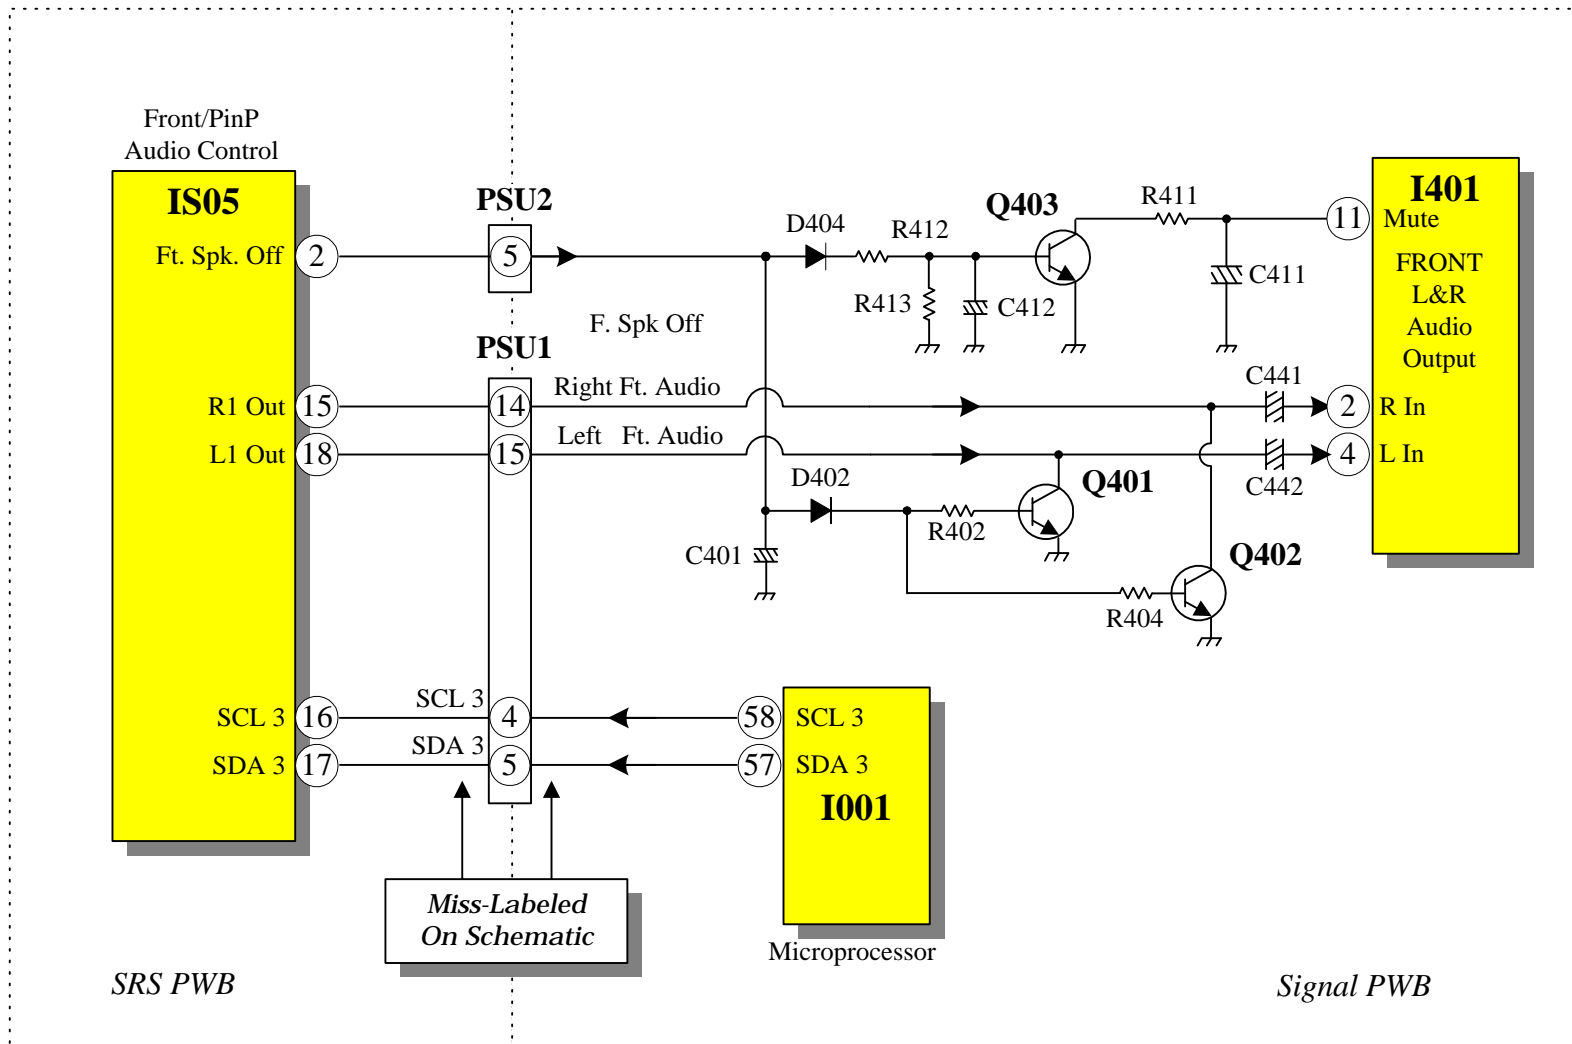 Front/PinP
Audio Control
IS05
Ft. Spk. Off
2
PSU2
5
D404
R412
R413
C412
Q403
R411
C411
I401
11
Mute
FRONT
L&R
Audio
Output
F. Spk Off
PSU1
R1 Out
15
14
Right Ft. Audio
C441
2
R In
L1 Out
18
15
Left Ft. Audio
C442
4
L In
D402
Q401
R402
C401
Q402
R404
SCL 3
16
SCL 3
4
58
SCL 3
SDA 3
17
SDA 3
5
57
SDA 3
I001
Miss-Labeled
On Schematic
Microprocessor
SRS PWB
Signal PWB